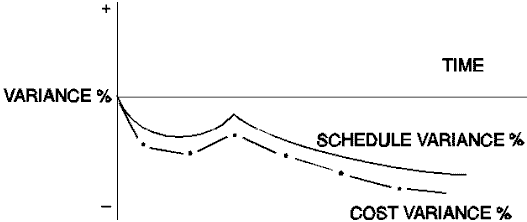 +
TIME
VARIANCE %
SCHEDULE VARIANCE %
–
COST VARIANCE %